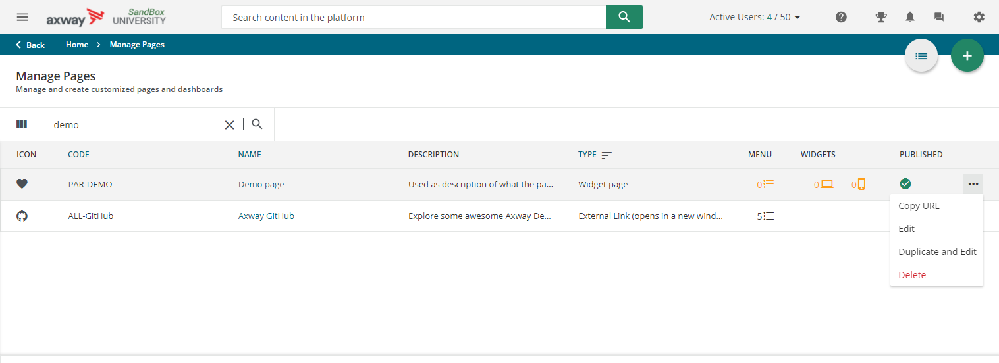 axway SandBox UNIVERSITY
Search content in the platform
Active Users: 4 / 50
Back
Home
Manage Pages
Manage Pages
Manage and create customized pages and dashboards
demo
ICON CODE NAME DESCRIPTION TYPE MENU WIDGETS PUBLISHED
PAR-DEMO Demo page Used as description of what the pa... Widget page 0 0 0
ALL-GitHub Axway GitHub Explore some awesome Axway De... External Link (opens in a new wind... 5
Copy URL
Edit
Duplicate and Edit
Delete